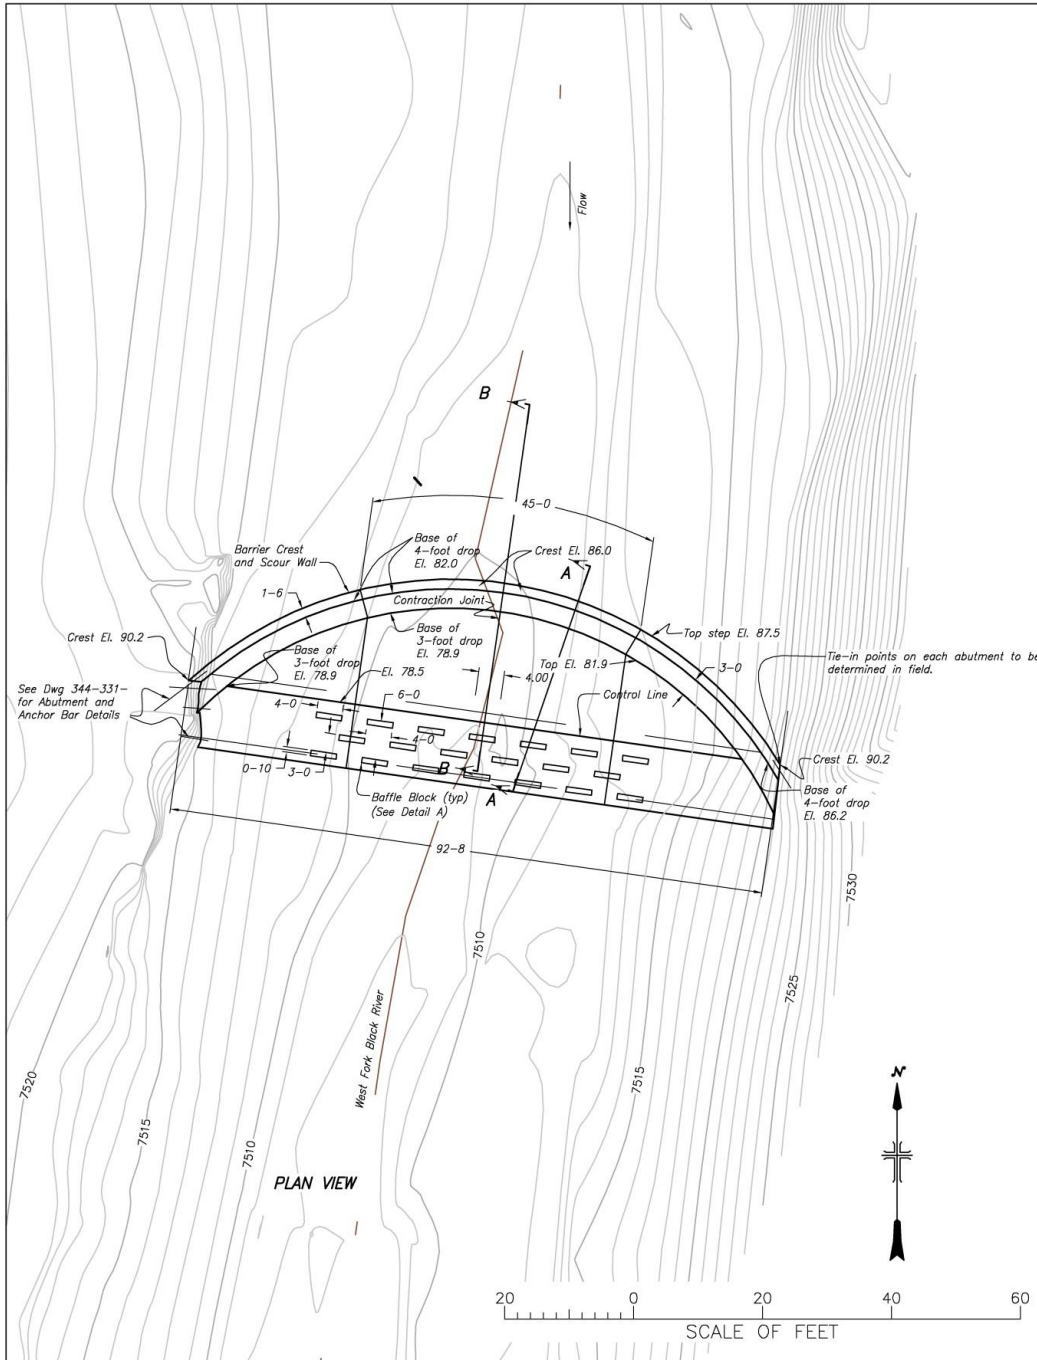 Flow
B
45-0
Barrier Crest
and Scour Wall
Base of
4-foot drop
El. 82.0
Crest El. 86.0
A
1-6
Contraction Joint
Crest El. 90.2
Base of
3-foot drop
El. 78.9
Base of
3-foot drop
El. 78.9
Top step El. 87.5
Top El. 81.9
3-0
Tie-in points on each abutment to be
determined in field.
See Dwg 344-331-
for Abutment and
Anchor Bar Details
El. 78.5
4.00
Control Line
4-0
6-0
4-0
0-10
3-0
B
A
Crest El. 90.2
Base of
4-foot drop
El. 86.2
Baffle Block (typ)
(See Detail A)
92-8
7530
7510
7525
West Fork Black River
7520
7515
7510
7515
PLAN VIEW
N
20 0 20 40 60
SCALE OF FEET